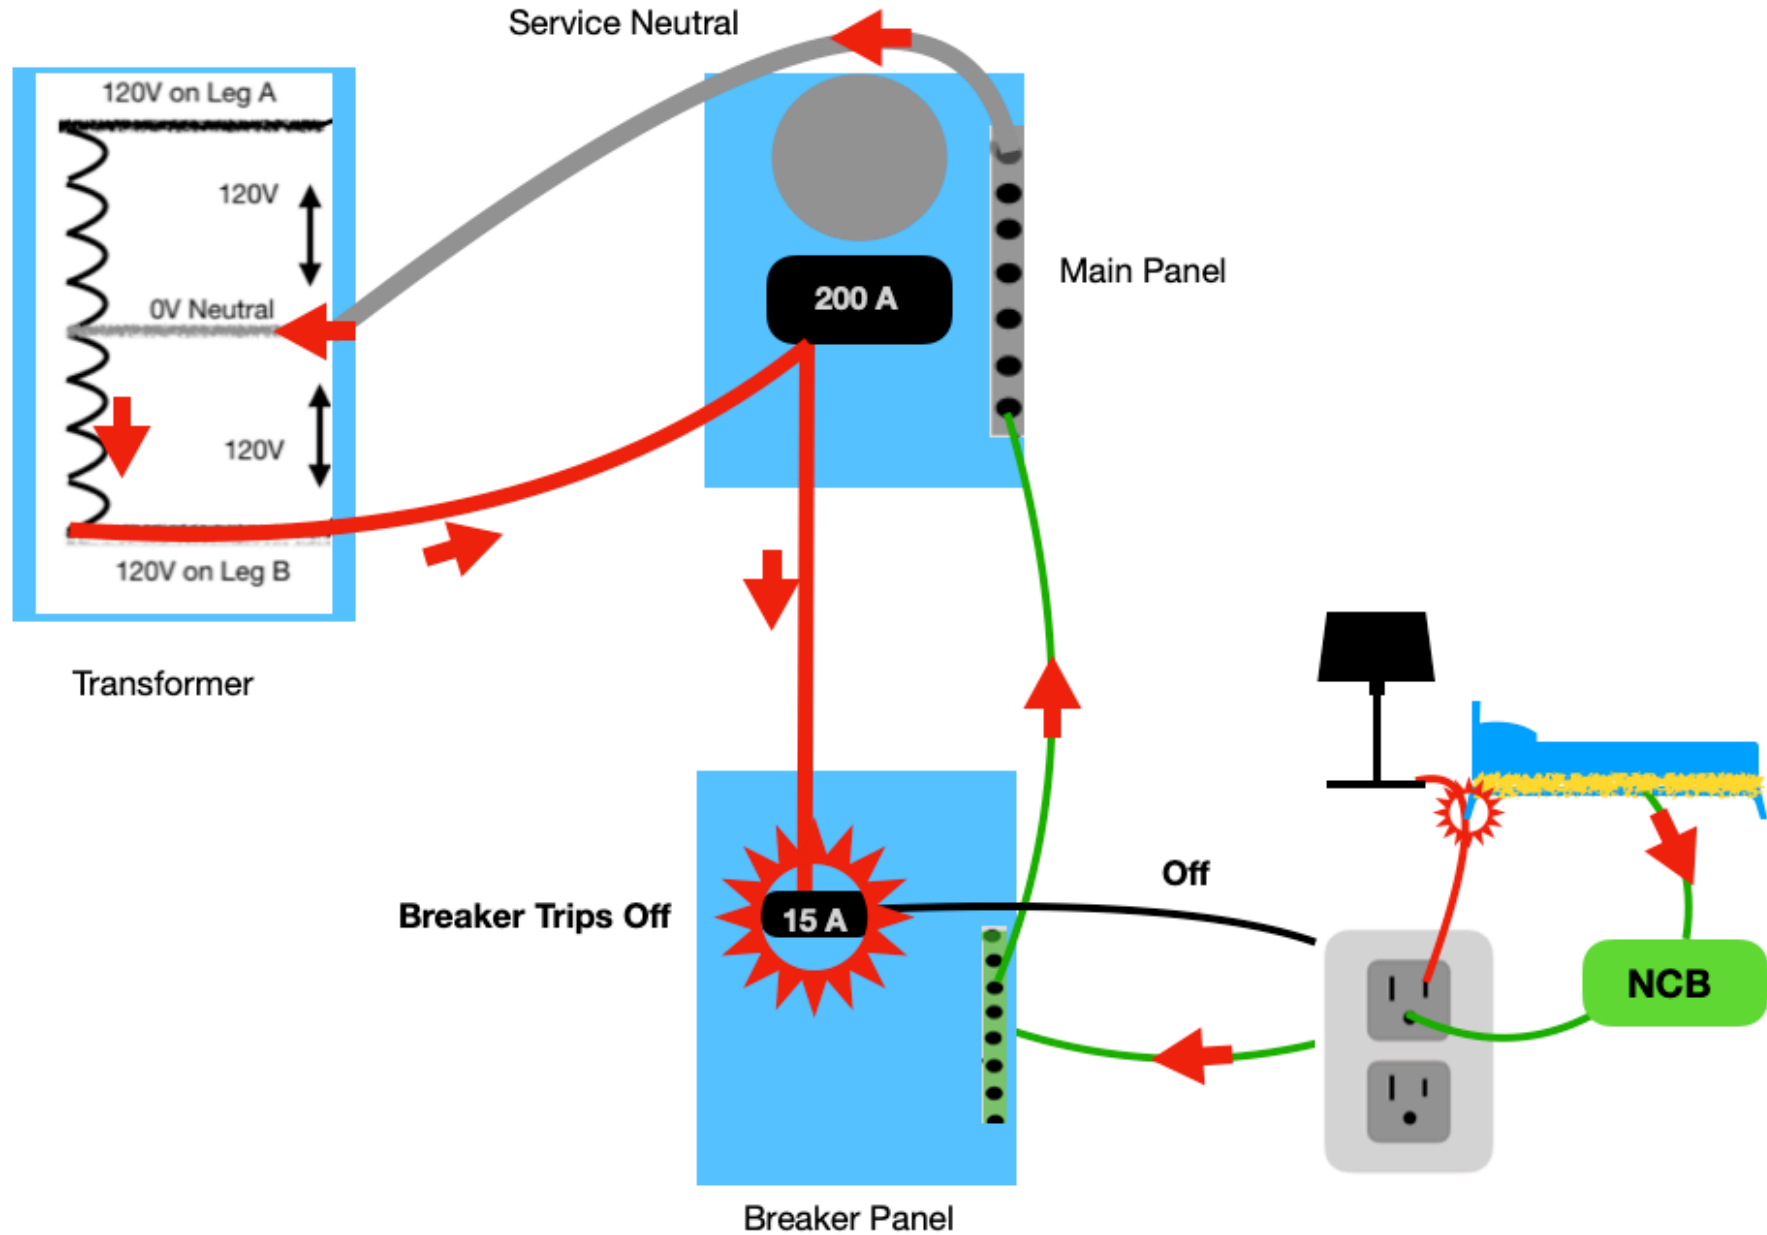 Service Neutral
120V on Leg A
120V
0V Neutral
200 A
Main Panel
120V
120V on Leg B
Transformer
Off
Breaker Trips Off
15 A
NCB
Breaker Panel